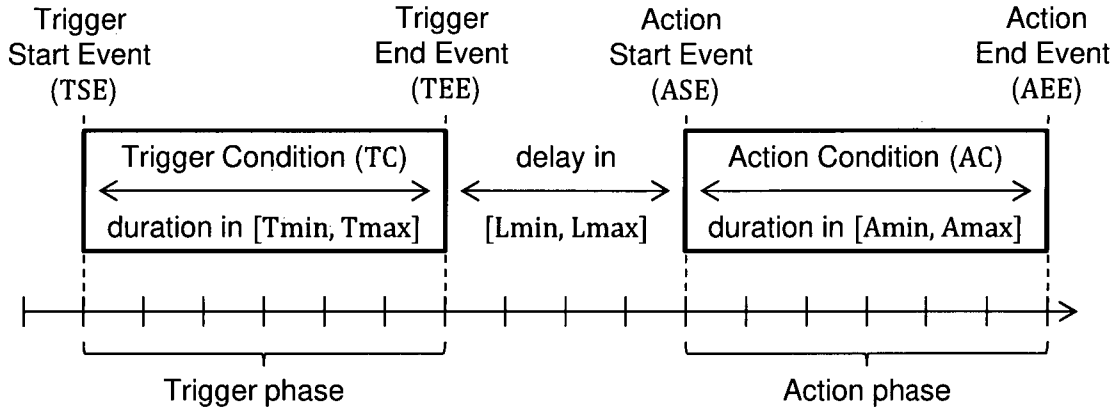 Trigger
Start Event
(TSE)
Trigger
End Event
(TEE)
Action
Start Event
(ASE)
Action
End Event
(AEE)
Trigger Condition (TC)
duration in [Tmin, Tmax]
delay in
[Lmin, Lmax]
Action Condition (AC)
duration in [Amin, Amax]
Trigger phase
Action phase